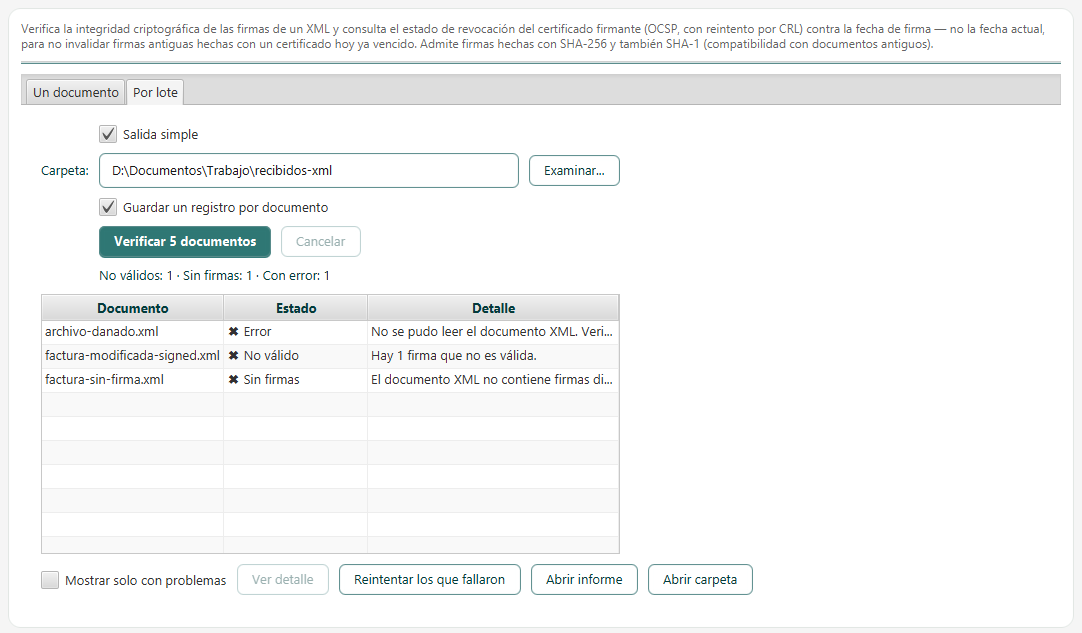 Verifica la integridad criptográfica de las firmas de un XML y consulta el estado de revocación del certificado firmante (OCSP, con reintento por CRL) contra la fecha de firma — no la fecha actual,
para no invalidar firmas antiguas hechas con un certificado hoy ya vencido. Admite firmas hechas con SHA-256 y también SHA-1 (compatibilidad con documentos antiguos).
Un documento Por lote
Salida simple
Carpeta: D:\Documentos\Trabajo\recibidos-xml Examinar...
Guardar un registro por documento
Verificar 5 documentos Cancelar
No válidos: 1 · Sin firmas: 1 · Con error: 1
Documento Estado Detalle
archivo-danado.xml ✖ Error No se pudo leer el documento XML. Veri...
factura-modificada-signed.xml ✖ No válido Hay 1 firma que no es válida.
factura-sin-firma.xml ✖ Sin firmas El documento XML no contiene firmas di...
Mostrar solo con problemas Ver detalle Reintentar los que fallaron Abrir informe Abrir carpeta